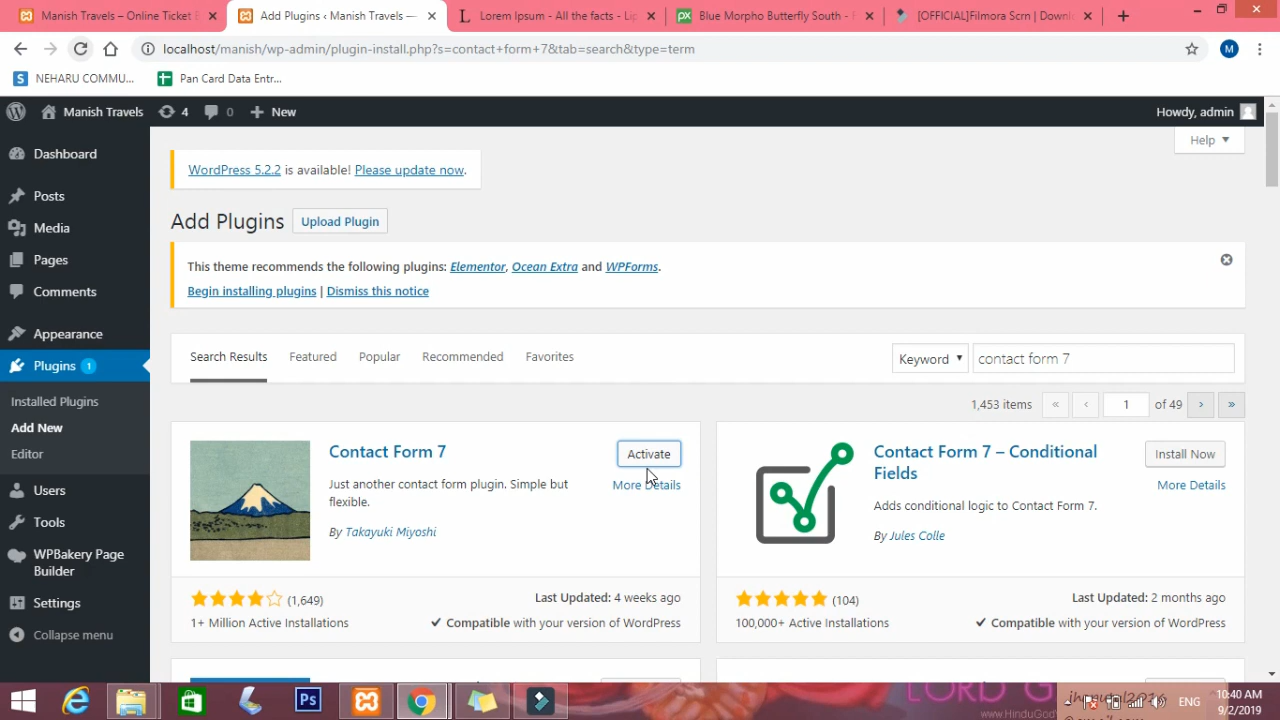 Manish Travels – Online Ticket B
Add Plugins ‹ Manish Travels —
Lorem Ipsum - All the facts - Lip
Blue Morpho Butterfly South - F
[OFFICIAL]Filmora Scrn | Downl
localhost/manish/wp-admin/plugin-install.php?s=contact+form+7&tab=search&type=term
M
NEHARU COMMU...
Pan Card Data Entr...
Manish Travels
4
0
New
Howdy, admin
Help
Dashboard
Posts
Media
Pages
Comments
Appearance
Plugins 1
Installed Plugins
Add New
Editor
Users
Tools
WPBakery Page
Builder
Settings
Collapse menu
WordPress 5.2.2 is available! Please update now.
Add Plugins
Upload Plugin
This theme recommends the following plugins: Elementor, Ocean Extra and WPForms.
Begin installing plugins | Dismiss this notice
Search Results
Featured
Popular
Recommended
Favorites
Keyword
contact form 7
1,453 items « ‹ 1 of 49 › »
Contact Form 7
Activate
More Details
Just another contact form plugin. Simple but
flexible.
By Takayuki Miyoshi
(1,649)
Last Updated: 4 weeks ago
1+ Million Active Installations
Compatible with your version of WordPress
Contact Form 7 – Conditional
Fields
Install Now
More Details
Adds conditional logic to Contact Form 7.
By Jules Colle
(104)
Last Updated: 2 months ago
100,000+ Active Installations
Compatible with your version of WordPress
Ps
LORD G
www.HinduGod
ENG
10:40 AM
9/2/2019